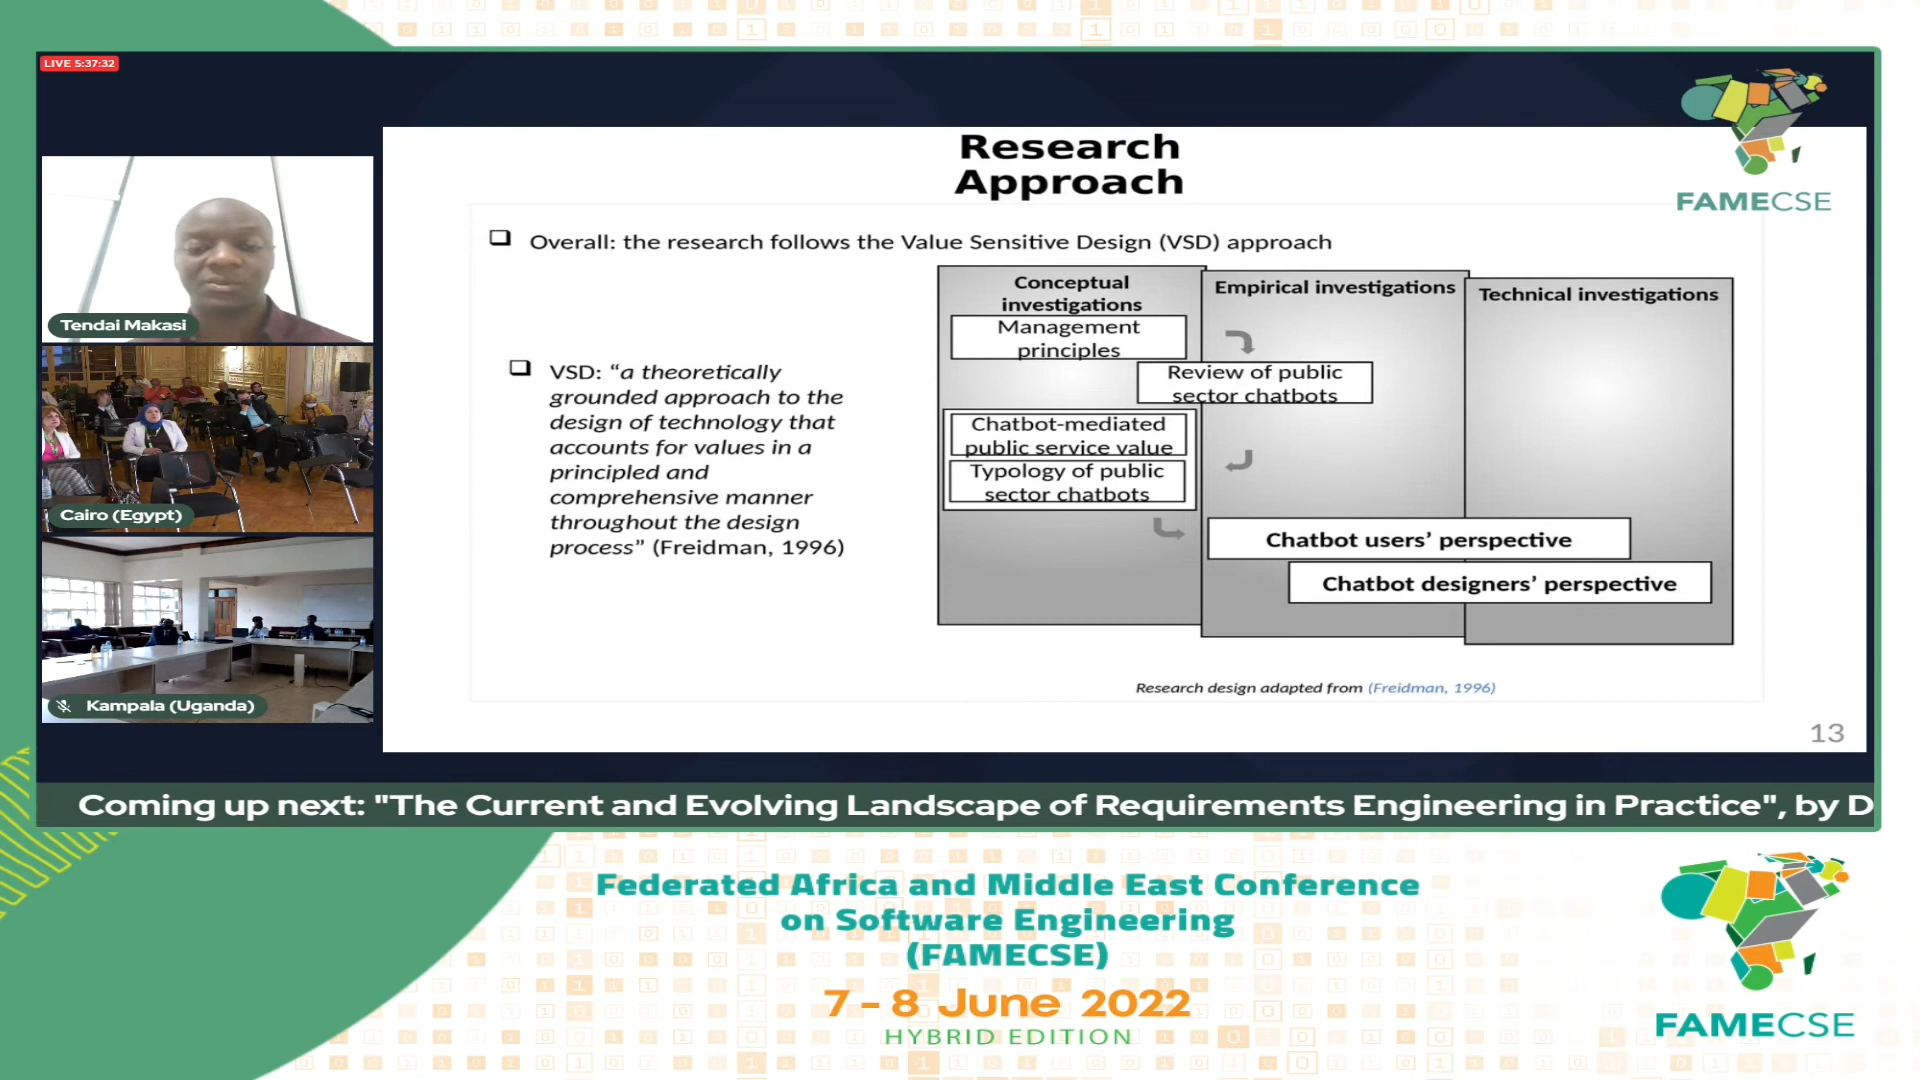 LIVE 5:37:32
FAMECSE
Tendai Makasi
Cairo (Egypt)
Kampala (Uganda)
Research
Approach
Overall: the research follows the Value Sensitive Design (VSD) approach
VSD: “a theoretically
grounded approach to the
design of technology that
accounts for values in a
principled and
comprehensive manner
throughout the design
process” (Freidman, 1996)
Conceptual
investigations
Management
principles
Chatbot-mediated
public service value
Typology of public
sector chatbots
Empirical investigations
Review of public
sector chatbots
Technical investigations
Chatbot users’ perspective
Chatbot designers’ perspective
Research design adapted from (Freidman, 1996)
13
Coming up next: "The Current and Evolving Landscape of Requirements Engineering in Practice", by D
Federated Africa and Middle East Conference
on Software Engineering
(FAMECSE)
7 - 8 June 2022
HYBRID EDITION
FAMECSE